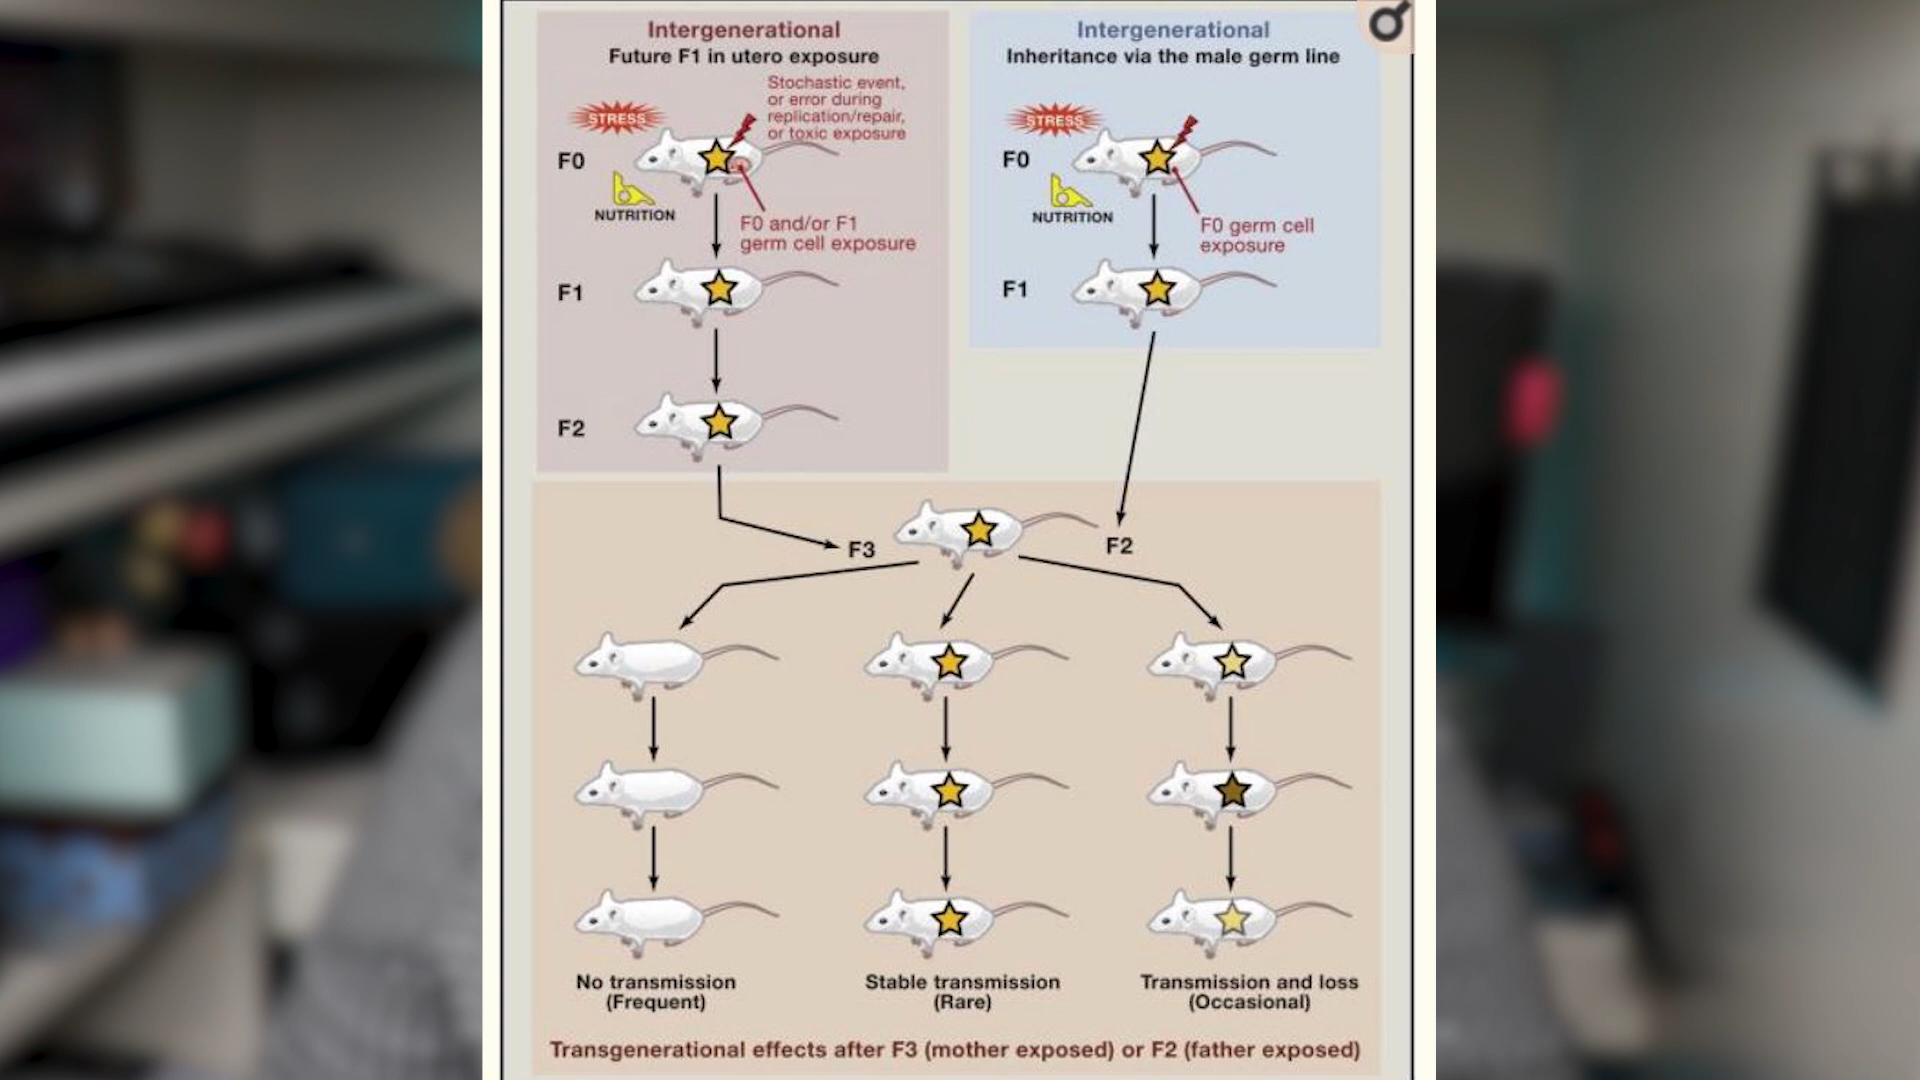 Intergenerational
Future F1 in utero exposure
Stochastic event,
or error during
replication/repair,
or toxic exposure
STRESS
F0
NUTRITION
F0 and/or F1
germ cell exposure
F1
F2
Intergenerational
Inheritance via the male germ line
STRESS
F0
NUTRITION
F0 germ cell
exposure
F1
F3
F2
No transmission
(Frequent)
Stable transmission
(Rare)
Transmission and loss
(Occasional)
Transgenerational effects after F3 (mother exposed) or F2 (father exposed)